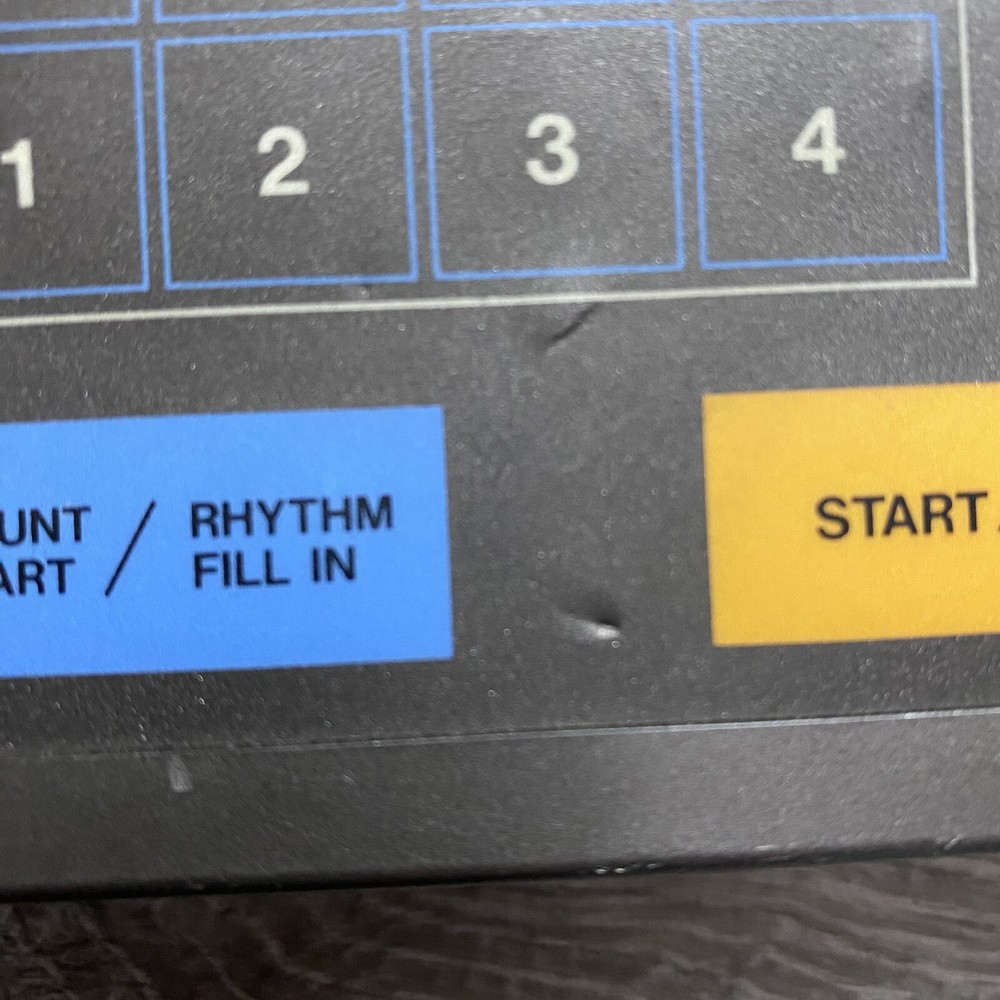 1 2 3 4
UNT / RHYTHM
ART FILL IN
START